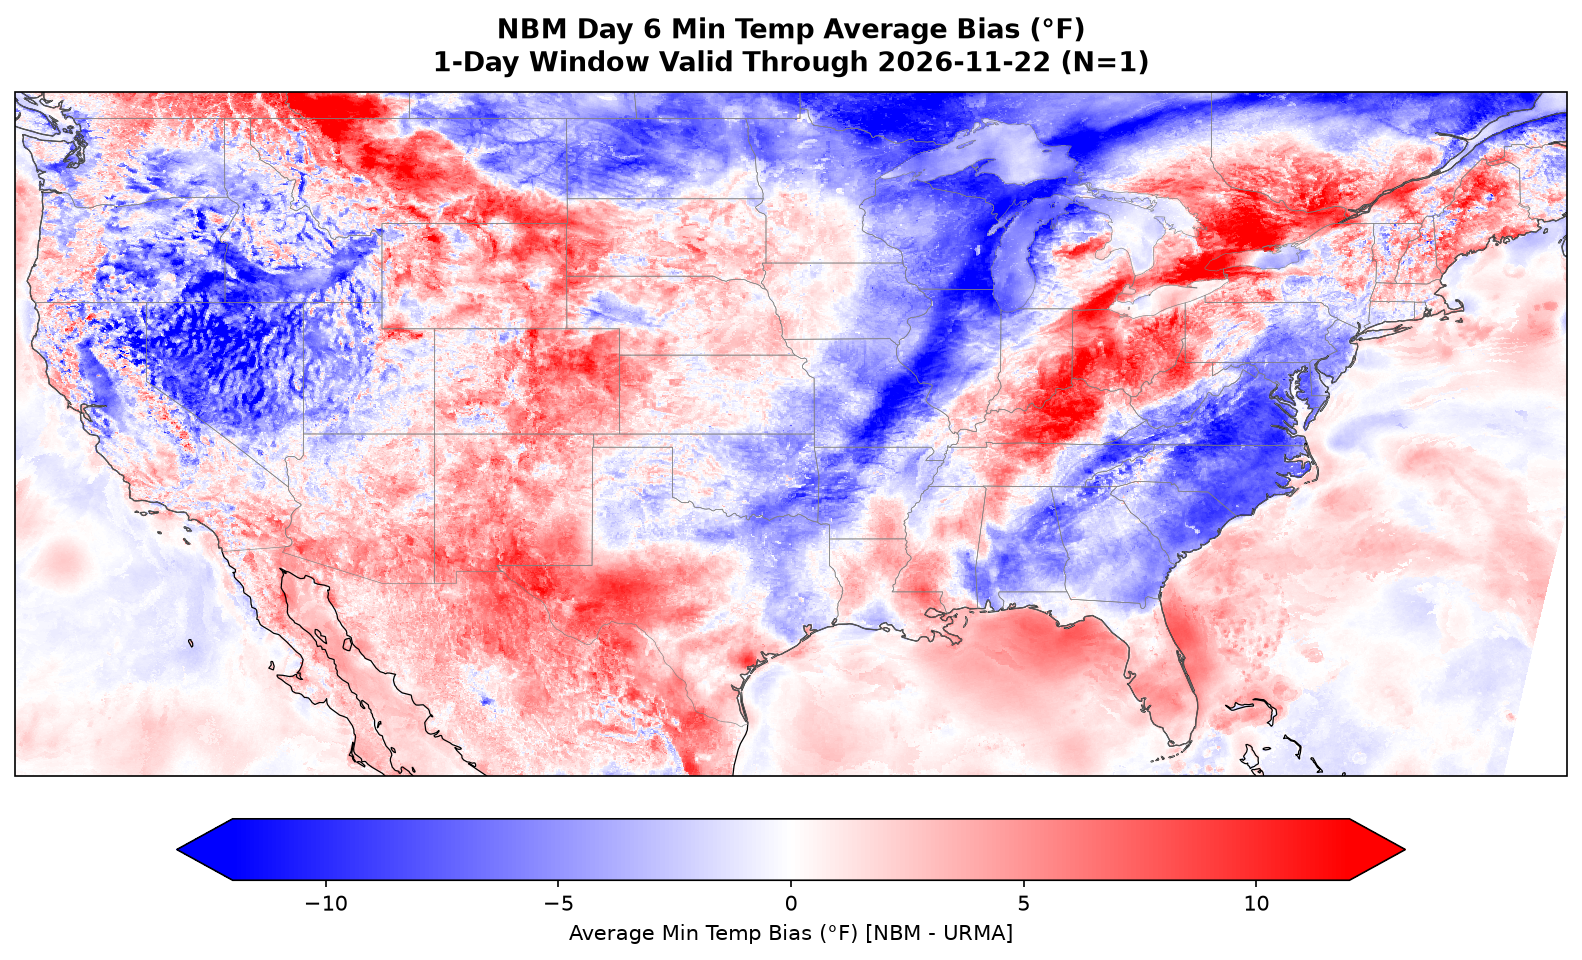 NBM Day 6 Min Temp Average Bias (°F)
1-Day Window Valid Through 2026-11-22 (N=1)
−10 −5 0 5 10
Average Min Temp Bias (°F) [NBM - URMA]